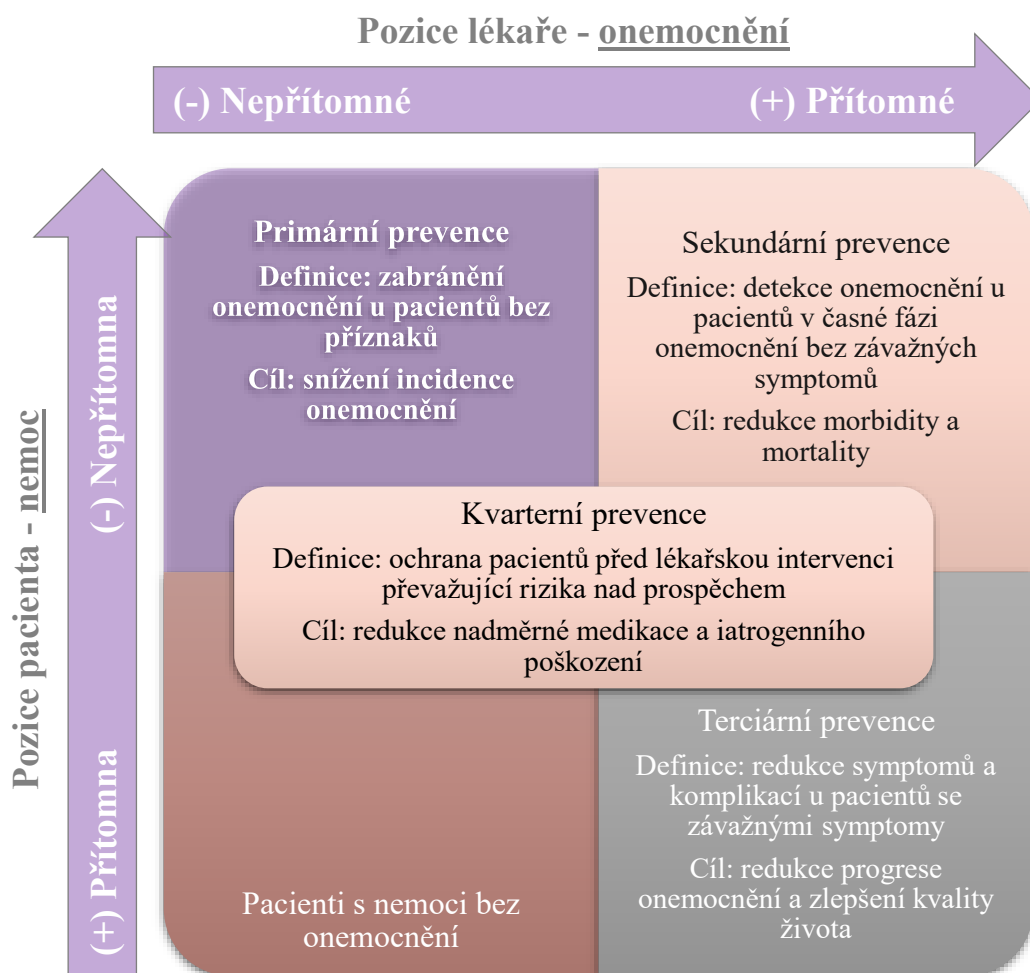 Pozice lékaře - onemocnění
(-) Nepřítomné
(+) Přítomné
Pozice pacienta - nemoc
(-) Nepřítomna
(+) Přítomna
Primární prevence
Definice: zabránění
onemocnění u pacientů bez
příznaků
Cíl: snížení incidence
onemocnění
Sekundární prevence
Definice: detekce onemocnění u
pacientů v časné fázi
onemocnění bez závažných
symptomů
Cíl: redukce morbidity a
mortality
Kvarterní prevence
Definice: ochrana pacientů před lékařskou intervenci
převažující rizika nad prospěchem
Cíl: redukce nadměrné medikace a iatrogenního
poškození
Pacienti s nemoci bez
onemocnění
Terciární prevence
Definice: redukce symptomů a
komplikací u pacientů se
závažnými symptomy
Cíl: redukce progrese
onemocnění a zlepšení kvality
života